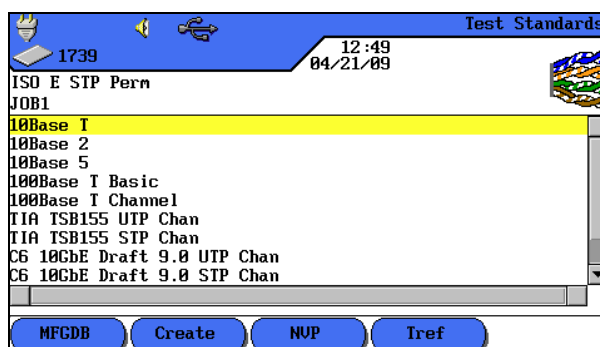 Test Standards
1739
12:49
04/21/09
ISO E STP Perm
JOB1
10Base T
10Base 2
10Base 5
100Base T Basic
100Base T Channel
TIA TSB155 UTP Chan
TIA TSB155 STP Chan
C6 10GbE Draft 9.0 UTP Chan
C6 10GbE Draft 9.0 STP Chan
MFGDB
Create
NVP
Tref